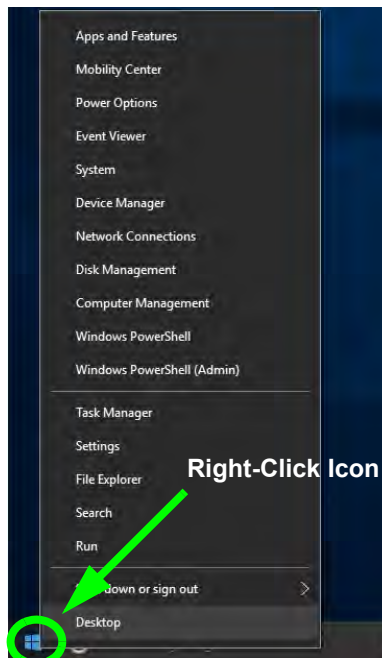 Apps and Features
Mobility Center
Power Options
Event Viewer
System
Device Manager
Network Connections
Disk Management
Computer Management
Windows PowerShell
Windows PowerShell (Admin)
Task Manager
Settings
Right-Click Icon
File Explorer
Search
Run
down or sign out
Desktop